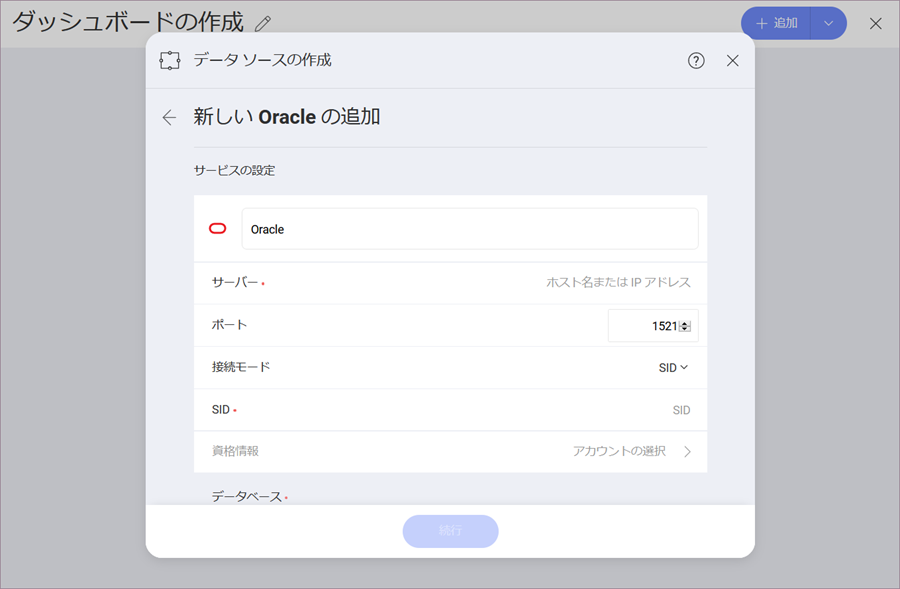 ダッシュボードの作成
追加
データ ソースの作成
新しい Oracle の追加
サービスの設定
Oracle
サーバー • ホスト名または IP アドレス
ポート 1521
接続モード SID
SID • SID
資格情報 アカウントの選択
データベース •
続行